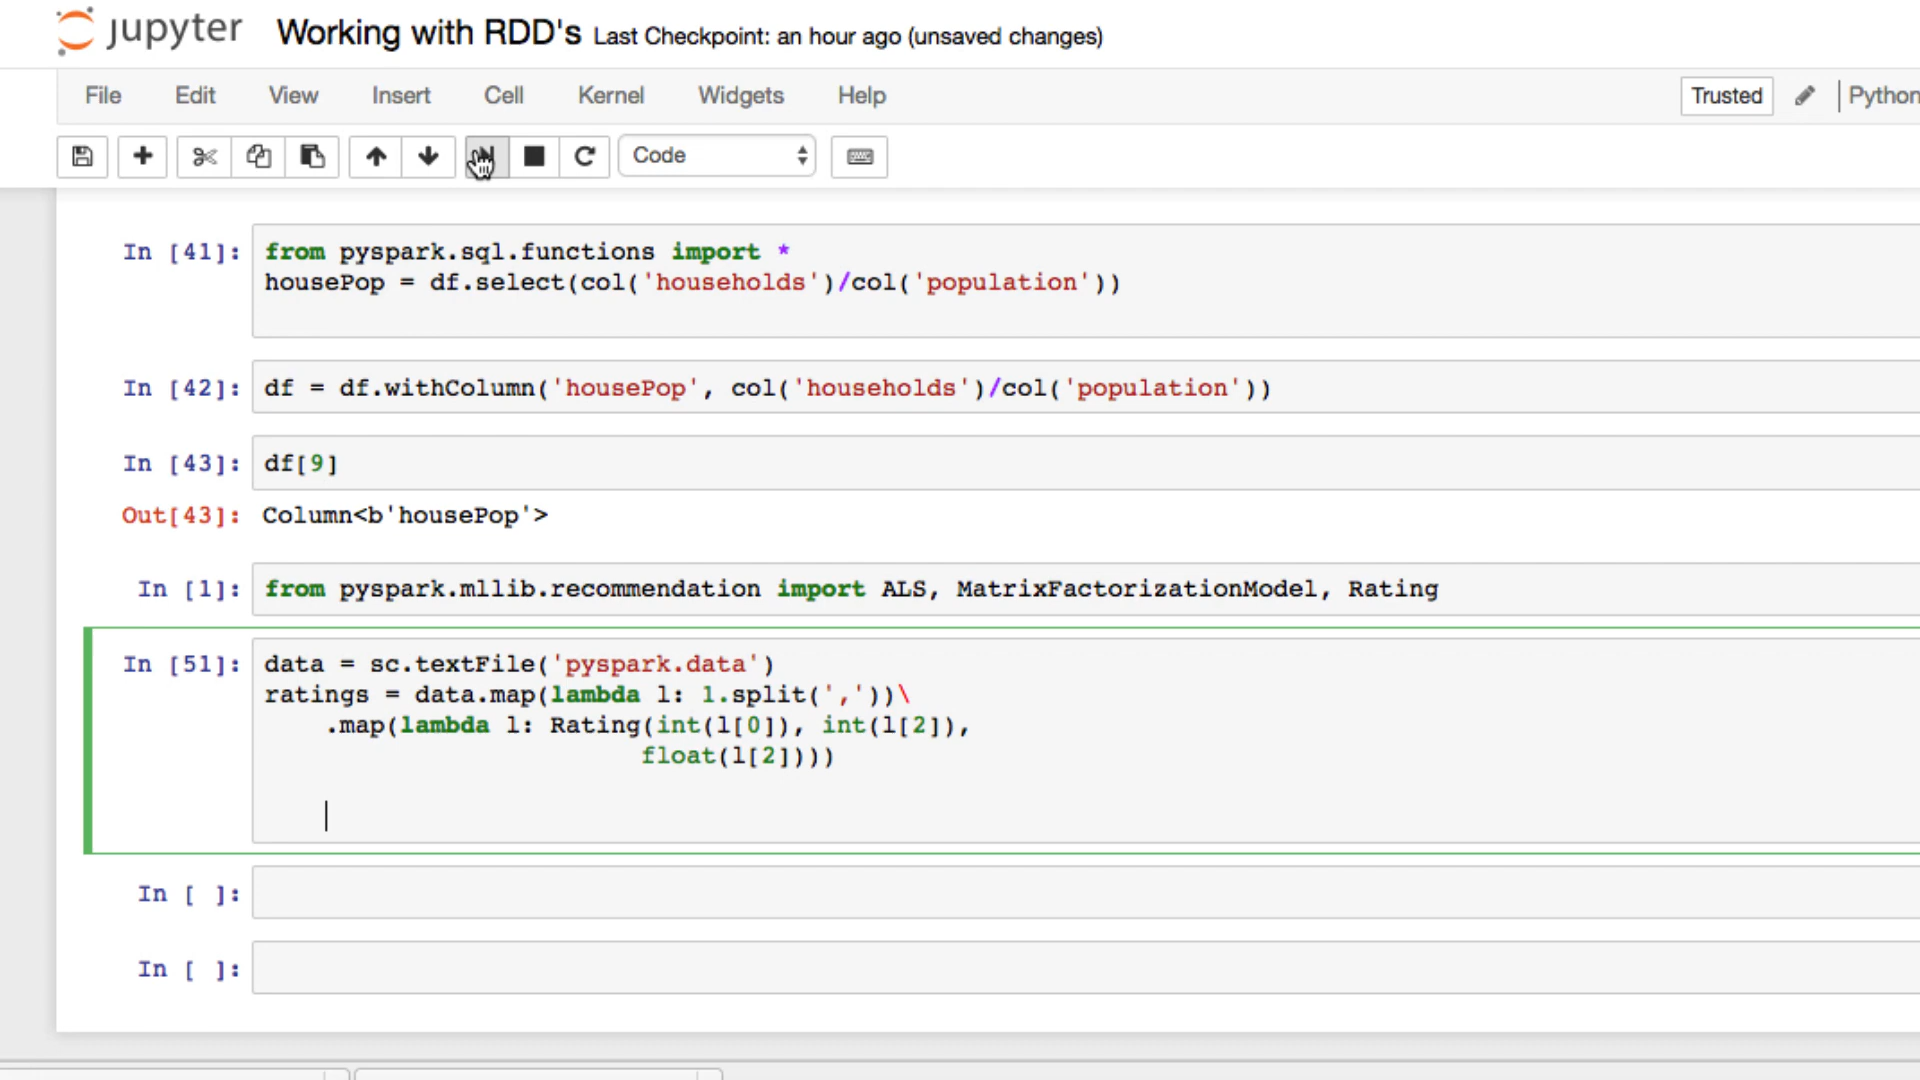 jupyter Working with RDD's Last Checkpoint: an hour ago (unsaved changes)
File Edit View Insert Cell Kernel Widgets Help Trusted Python
Code
In [41]: from pyspark.sql.functions import *
housePop = df.select(col('households')/col('population'))
In [42]: df = df.withColumn('housePop', col('households')/col('population'))
In [43]: df[9]
Out[43]: Column<b'housePop'>
In [1]: from pyspark.mllib.recommendation import ALS, MatrixFactorizationModel, Rating
In [51]: data = sc.textFile('pyspark.data')
ratings = data.map(lambda l: 1.split(','))\
.map(lambda l: Rating(int(l[0]), int(l[2]),
float(l[2])))
In [ ]:
In [ ]: